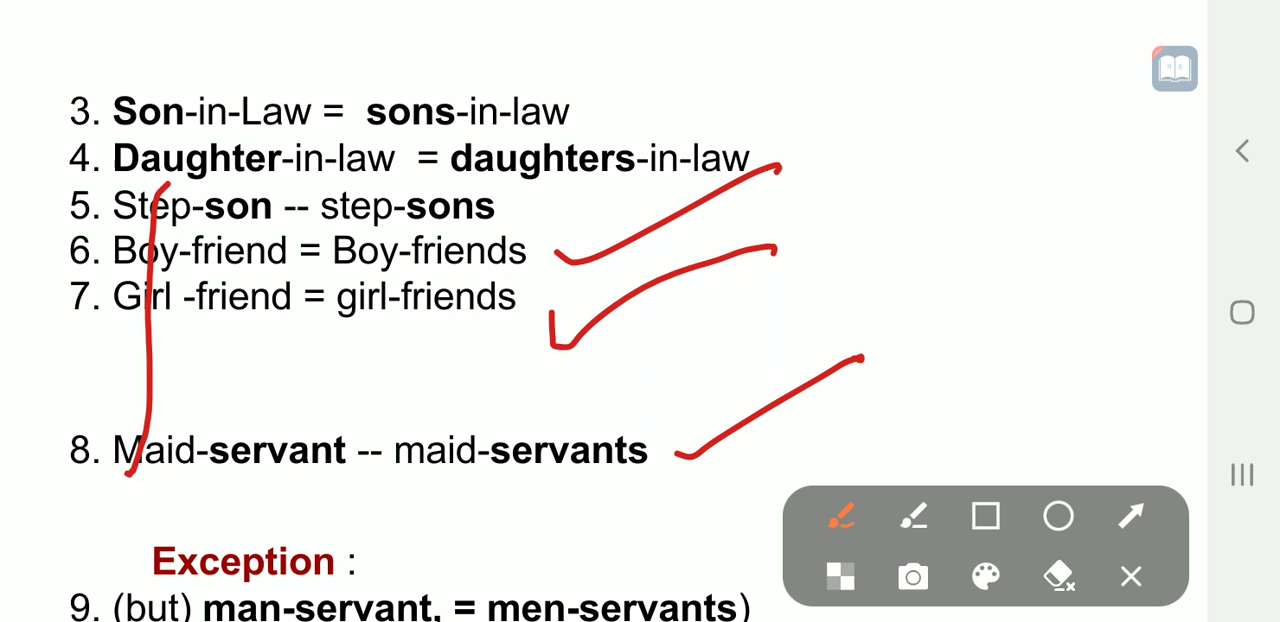 3. Son-in-Law = sons-in-law
4. Daughter-in-law = daughters-in-law
5. Step-son -- step-sons
6. Boy-friend = Boy-friends
7. Girl -friend = girl-friends
8. Maid-servant -- maid-servants
Exception :
9. (but) man-servant, = men-servants)